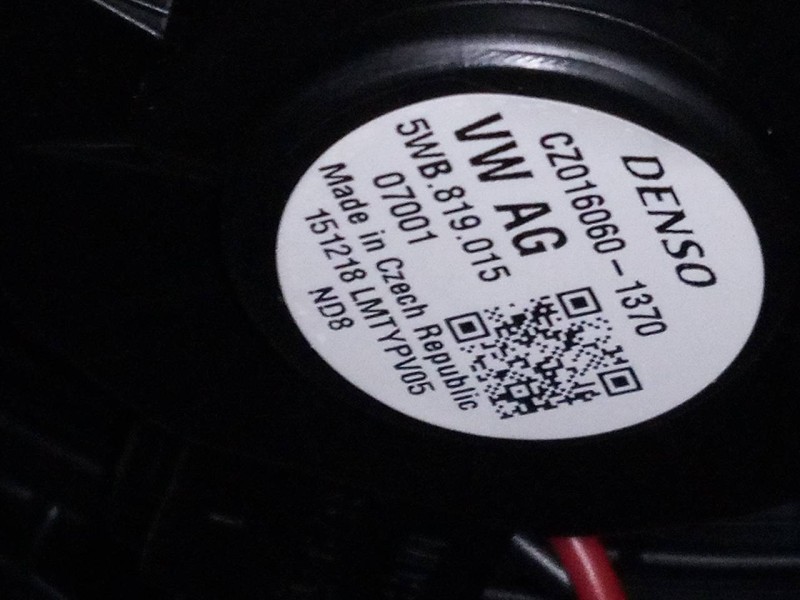 DENSO
CZ016060-1370
VW AG
5WB.819.015
07001
Made in Czech Republic
151218 LMTYPV05
ND8